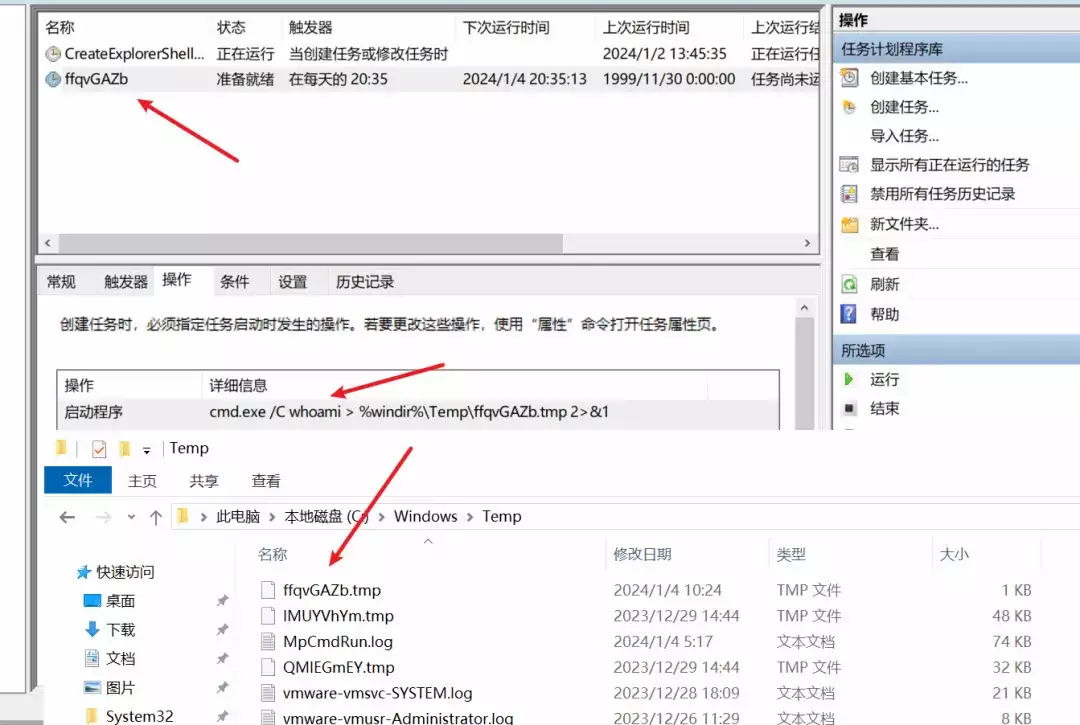 名称 状态 触发器 下次运行时间 上次运行时间 上次运行结
CreateExplorerShell... 正在运行 当创建任务或修改任务时 2024/1/2 13:45:35 正在运行任
ffqvGAZb 准备就绪 在每天的 20:35 2024/1/4 20:35:13 1999/11/30 0:00:00 任务尚未运
常规 触发器 操作 条件 设置 历史记录
创建任务时，必须指定任务启动时发生的操作。若要更改这些操作，使用“属性”命令打开任务属性页。
操作 详细信息
启动程序 cmd.exe /C whoami > %windir%\Temp\ffqvGAZb.tmp 2>&1
操作
任务计划程序库
创建基本任务...
创建任务...
导入任务...
显示所有正在运行的任务
禁用所有任务历史记录
新文件夹...
查看
刷新
帮助
所选项
运行
结束
Temp
文件 主页 共享 查看
此电脑 > 本地磁盘 (C:) > Windows > Temp
快速访问
桌面
下载
文档
图片
System32
名称 修改日期 类型 大小
ffqvGAZb.tmp 2024/1/4 10:24 TMP 文件 1 KB
lMUYVhYm.tmp 2023/12/29 14:44 TMP 文件 48 KB
MpCmdRun.log 2024/1/4 5:17 文本文档 74 KB
QMIEGmEY.tmp 2023/12/29 14:44 TMP 文件 32 KB
vmware-vmsvc-SYSTEM.log 2023/12/28 18:09 文本文档 21 KB
vmware-vmusr-Administrator.log 2023/12/26 11:29 文本文档 8 KB